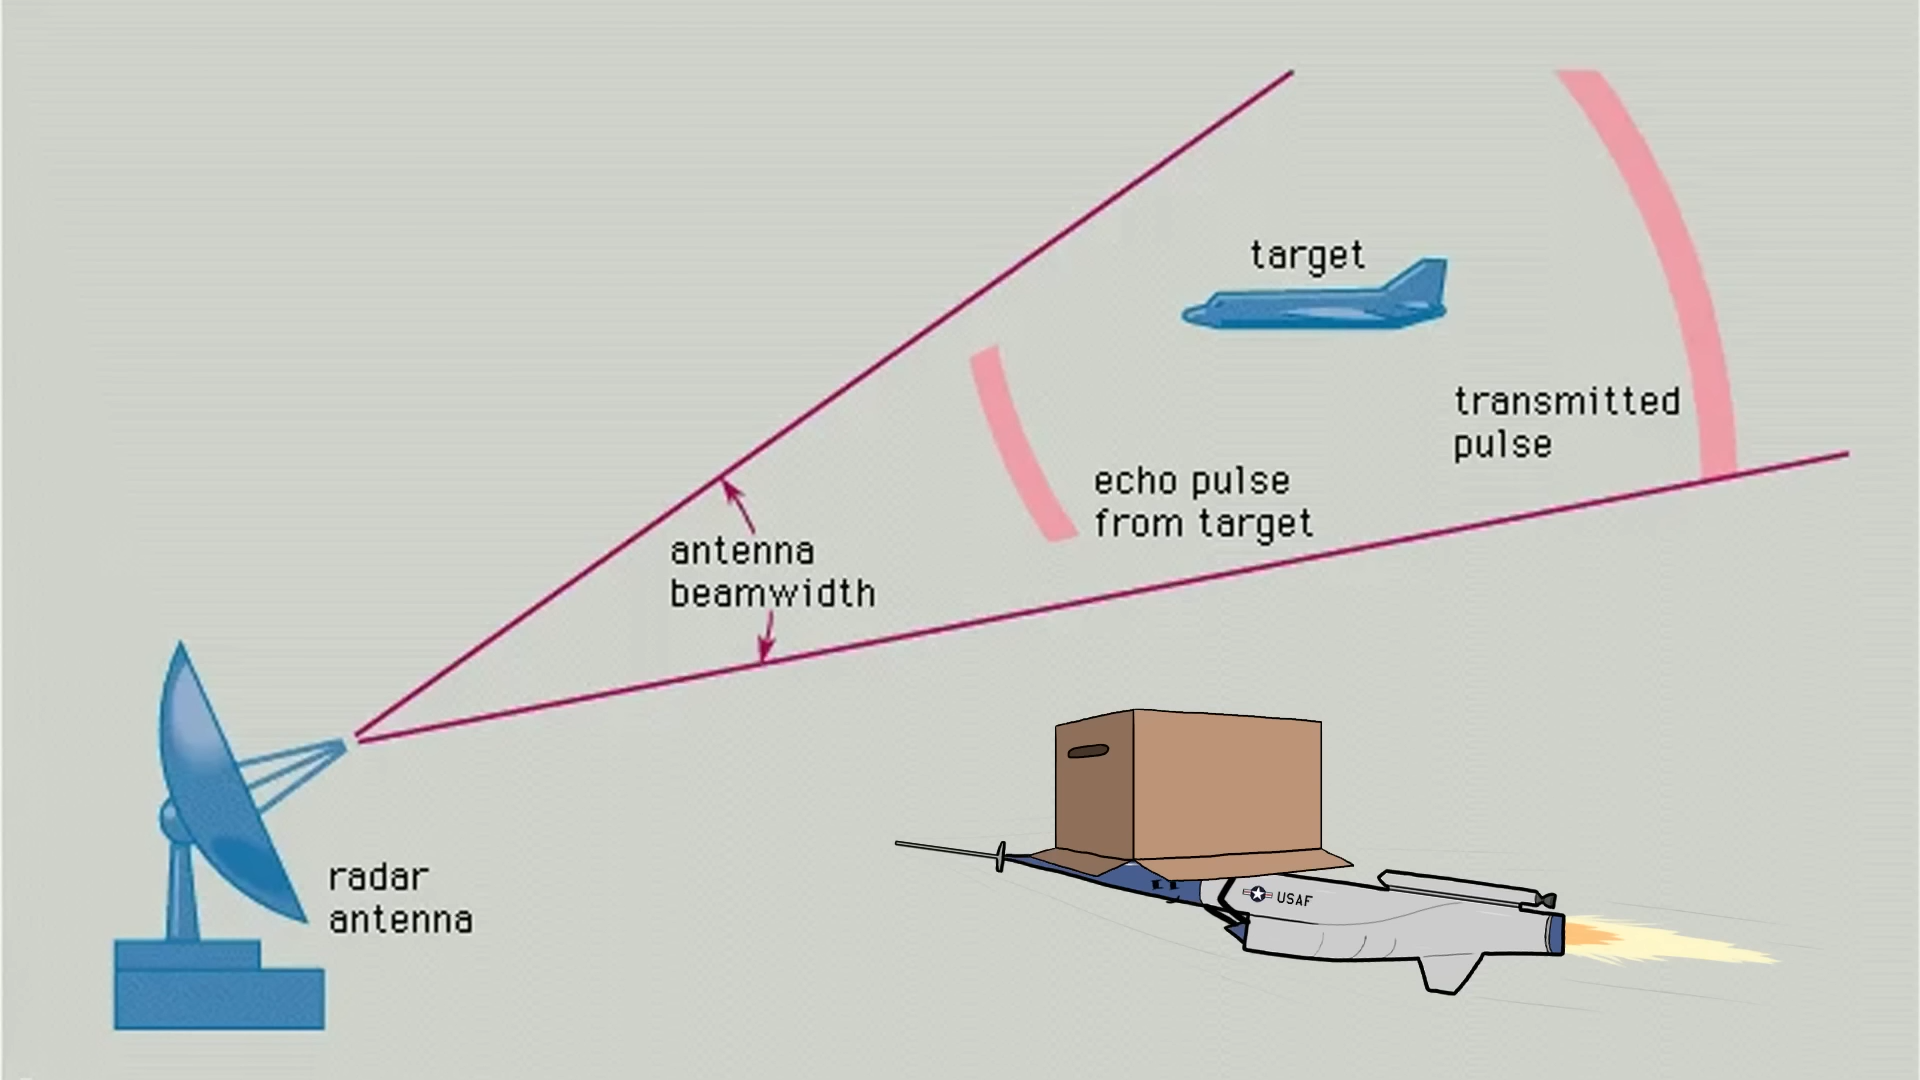 target
transmitted
pulse
echo pulse
from target
antenna
beamwidth
radar
antenna
USAF